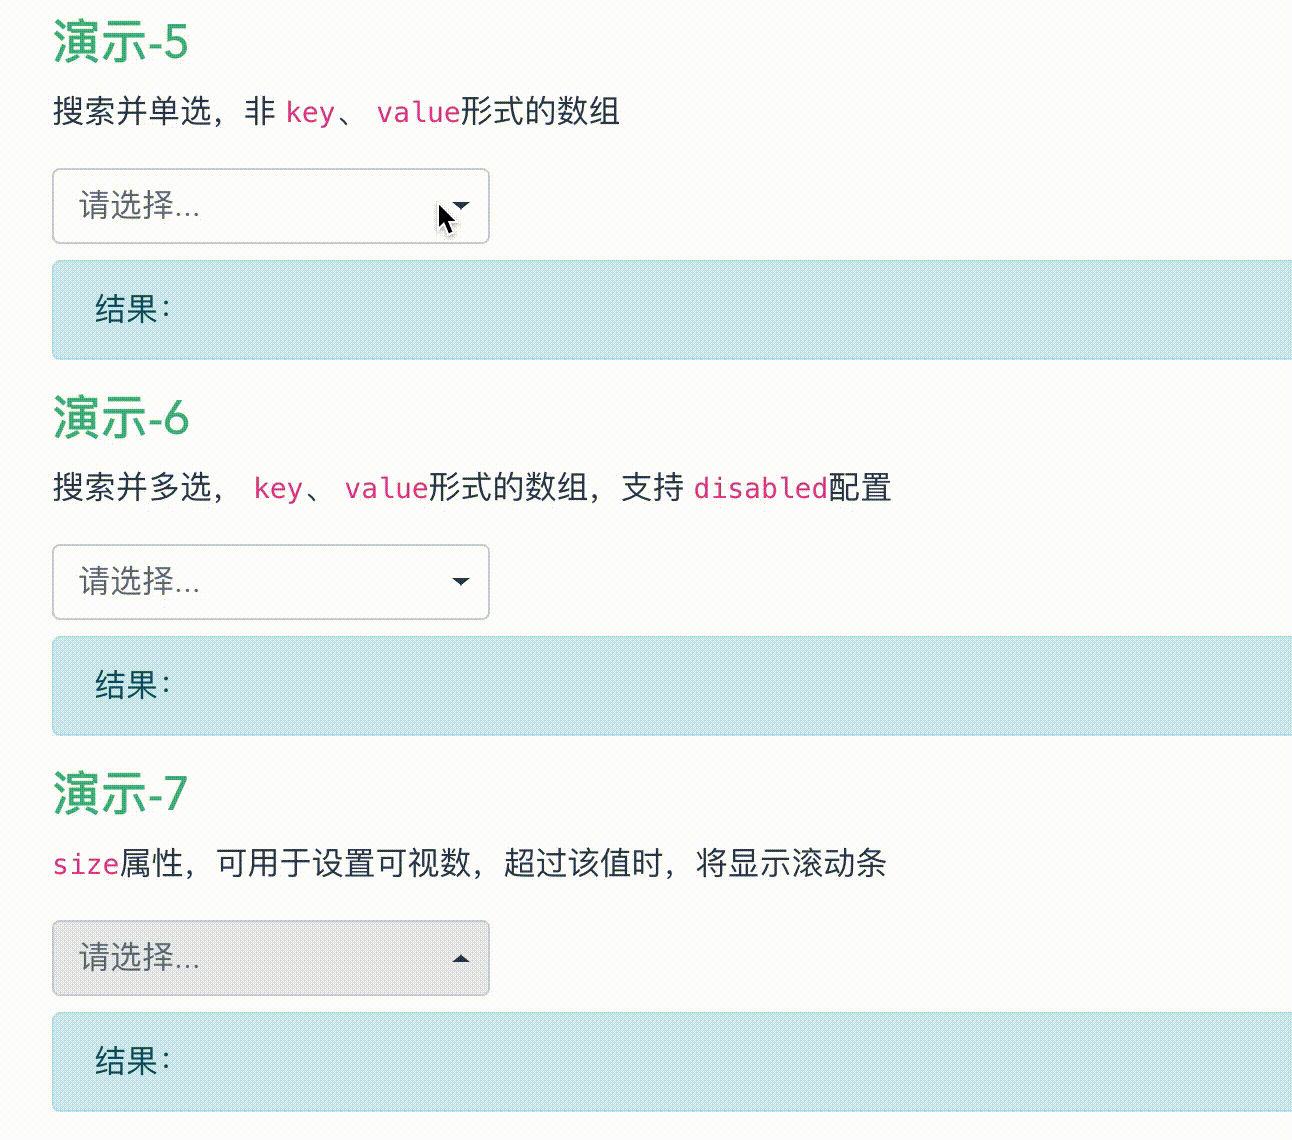 演示-5
搜索并单选，非 key、 value形式的数组
请选择...
结果：
演示-6
搜索并多选， key、 value形式的数组，支持 disabled配置
请选择...
结果：
演示-7
size属性，可用于设置可视数，超过该值时，将显示滚动条
请选择...
结果：